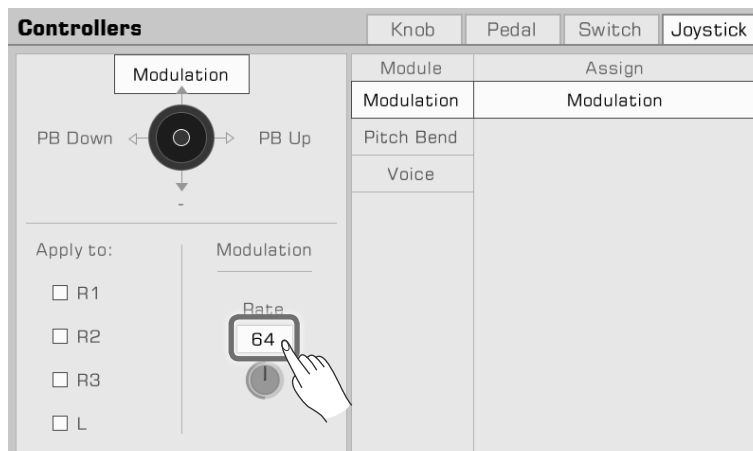 Controllers Knob Pedal Switch Joystick
Modulation
PB Down PB Up
-
Module Assign
Modulation Modulation
Pitch Bend
Voice
Apply to:
R1
R2
R3
L
Modulation
Rate
64